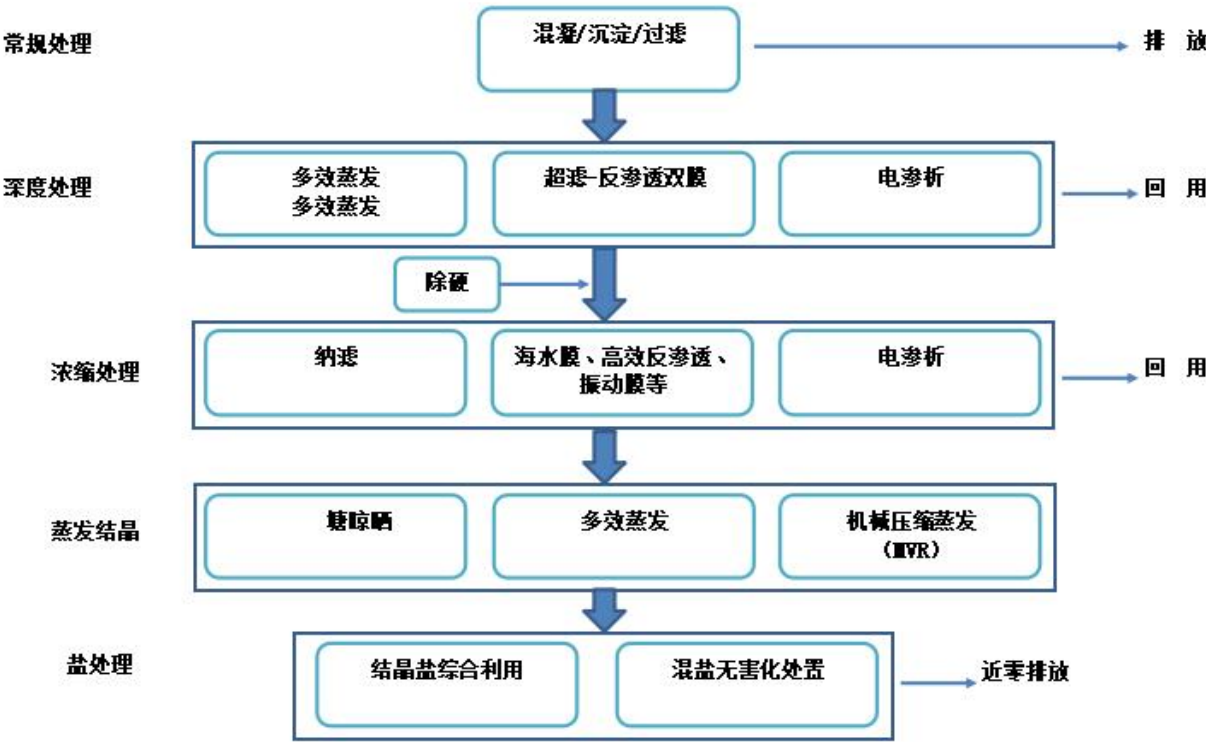 常规处理
混凝/沉淀/过滤
排 放
深度处理
多效蒸发
多效蒸发
超滤-反渗透双膜
电渗析
回 用
除硬
浓缩处理
纳滤
海水膜、高效反渗透、
振动膜等
电渗析
回 用
蒸发结晶
塘晾晒
多效蒸发
机械压缩蒸发
(MVR)
盐处理
结晶盐综合利用
混盐无害化处置
近零排放